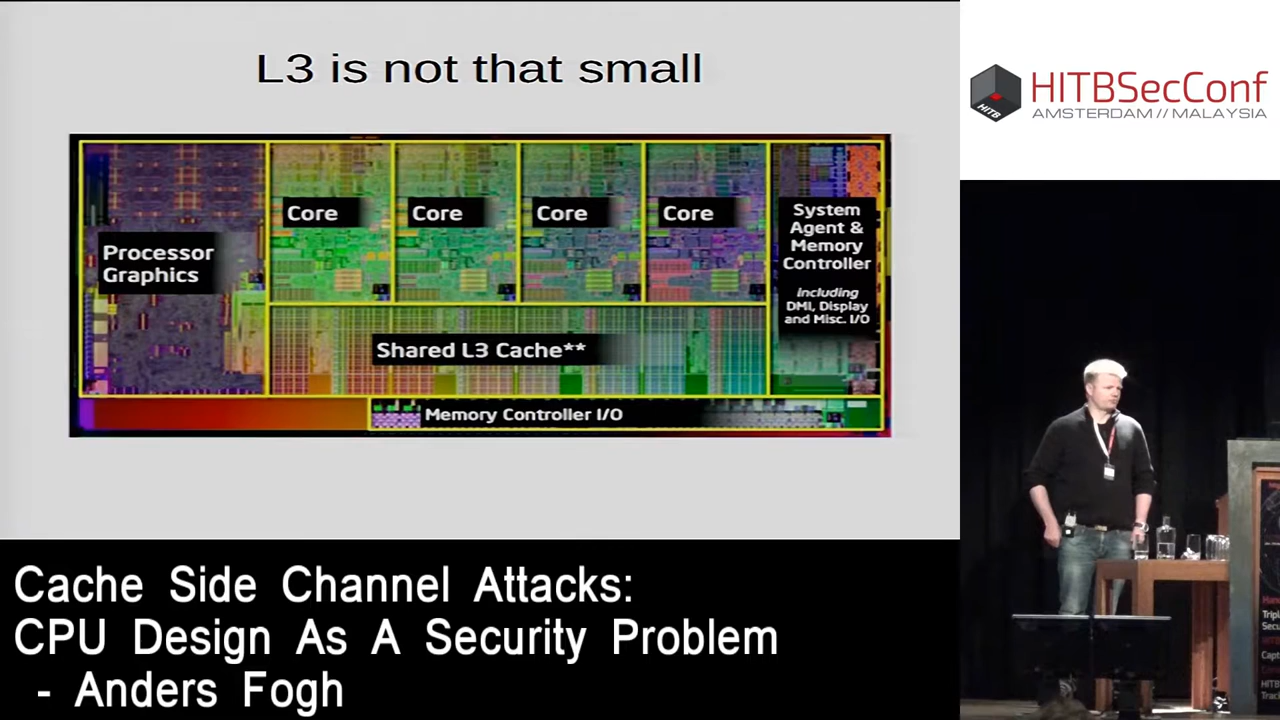 L3 is not that small
Processor
Graphics
Core
Core
Core
Core
System
Agent &
Memory
Controller
including
DMI, Display
and Misc. I/O
Shared L3 Cache**
Memory Controller I/O
HITB
HITBSecConf
AMSTERDAM // MALAYSIA
Cache Side Channel Attacks:
CPU Design As A Security Problem
- Anders Fogh